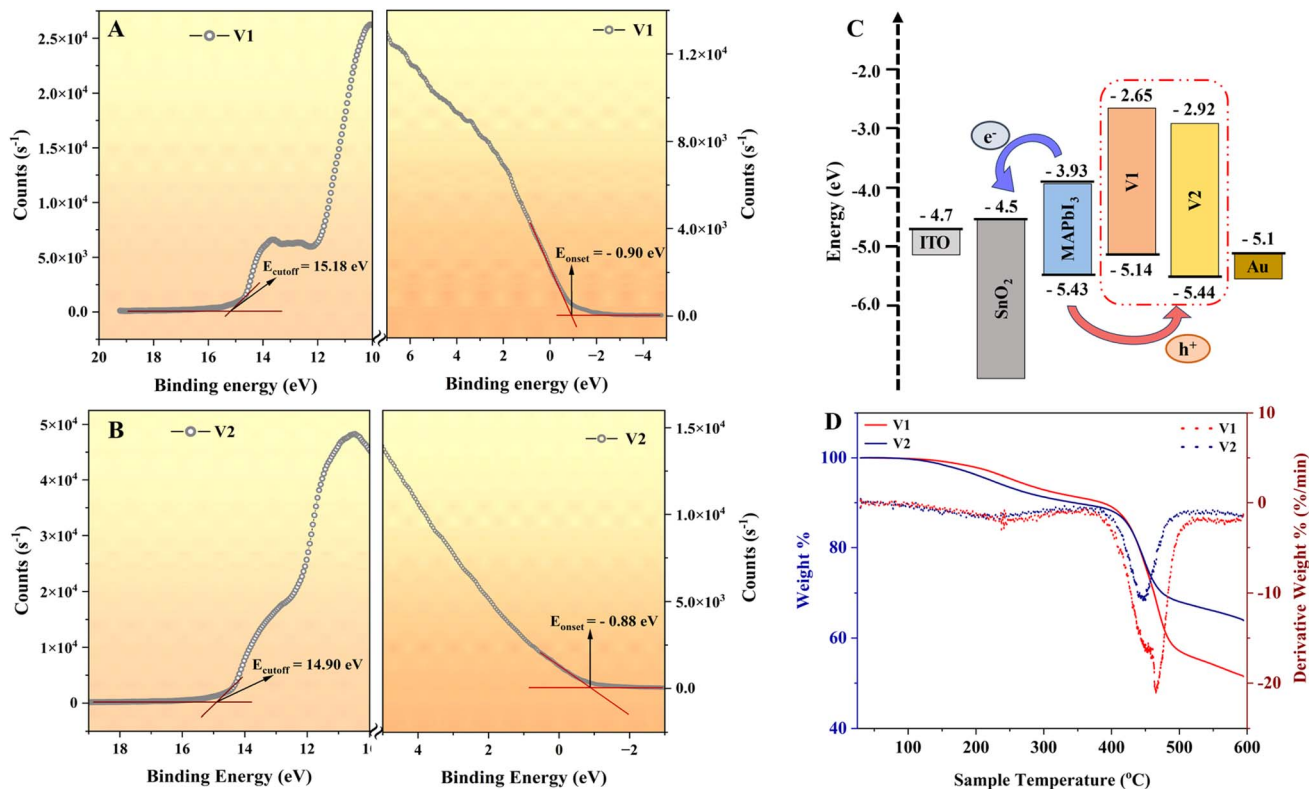 A
V1
V1
Counts (s⁻¹)
2.5×10⁴
2.0×10⁴
1.5×10⁴
1.0×10⁴
5.0×10³
0.0
E_cutoff = 15.18 eV
20 18 16 14 12 10
Binding energy (eV)
1.2×10⁴
8.0×10³
4.0×10³
0.0
Counts (s⁻¹)
E_onset = - 0.90 eV
6 4 2 0 −2 −4
Binding energy (eV)
B
V2
V2
Counts (s⁻¹)
5×10⁴
4×10⁴
3×10⁴
2×10⁴
1×10⁴
0
E_cutoff = 14.90 eV
18 16 14 12 10
Binding Energy (eV)
1.5×10⁴
1.0×10⁴
5.0×10³
0.0
Counts (s⁻¹)
E_onset = - 0.88 eV
4 2 0 −2
Binding Energy (eV)
C
Energy (eV)
-2.0
-3.0
-4.0
-5.0
-6.0
- 4.7
ITO
- 4.5
SnO₂
e⁻
- 3.93
MAPbI₃
- 5.43
- 2.65
V1
- 5.14
- 2.92
V2
- 5.44
h⁺
- 5.1
Au
D
V1
V2
V1
V2
Weight %
100
80
60
40
10
0
-10
-20
Derivative Weight % (%/min)
100 200 300 400 500 600
Sample Temperature (°C)